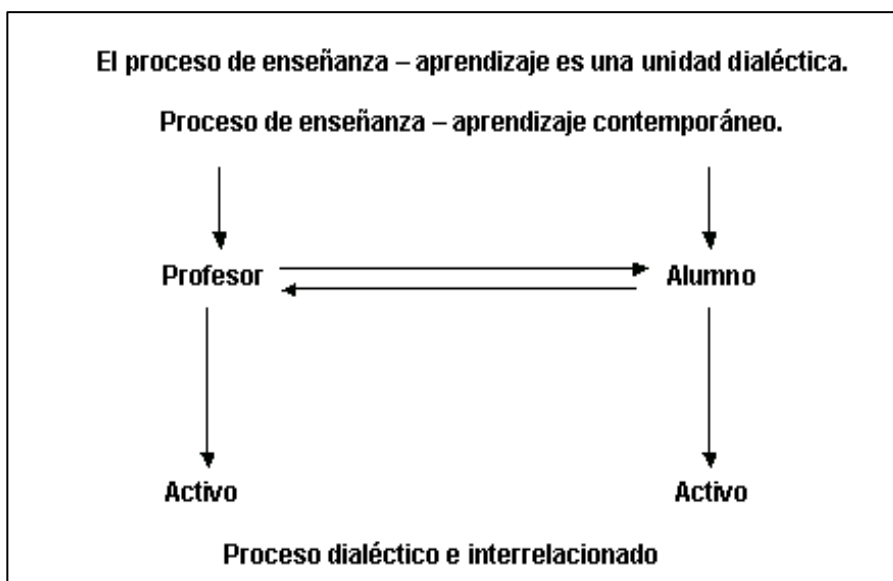 El proceso de enseñanza – aprendizaje es una unidad dialéctica.
Proceso de enseñanza – aprendizaje contemporáneo.
Profesor
Alumno
Activo
Activo
Proceso dialéctico e interrelacionado